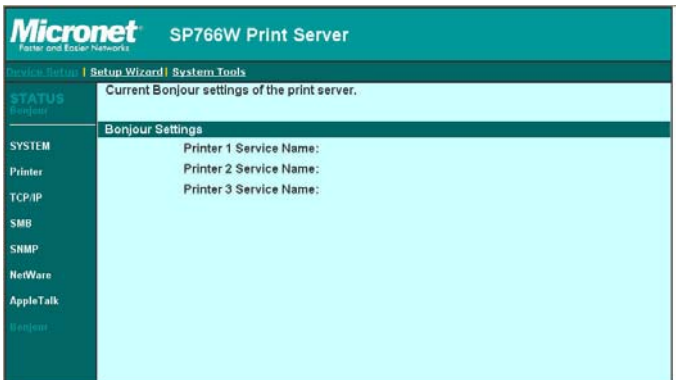 Micronet
Faster and Easier Networks
SP766W Print Server
Device Setup | Setup Wizard | System Tools
STATUS
Bonjour
Current Bonjour settings of the print server.
Bonjour Settings
Printer 1 Service Name:
Printer 2 Service Name:
Printer 3 Service Name:
SYSTEM
Printer
TCP/IP
SMB
SNMP
NetWare
AppleTalk
Bonjour